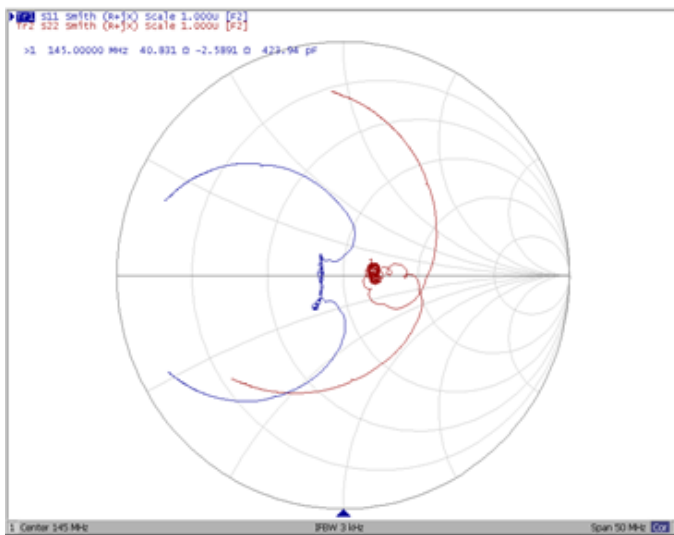 Tr1 S11 Smith (R+jX) Scale 1.000U [F2]
Tr2 S22 Smith (R+jX) Scale 1.000U [F2]
>1 145.00000 MHz 40.831 Ω -2.5891 Ω 423.94 pF
1 Center 145 MHz IFBW 3 kHz Span 50 MHz Cor